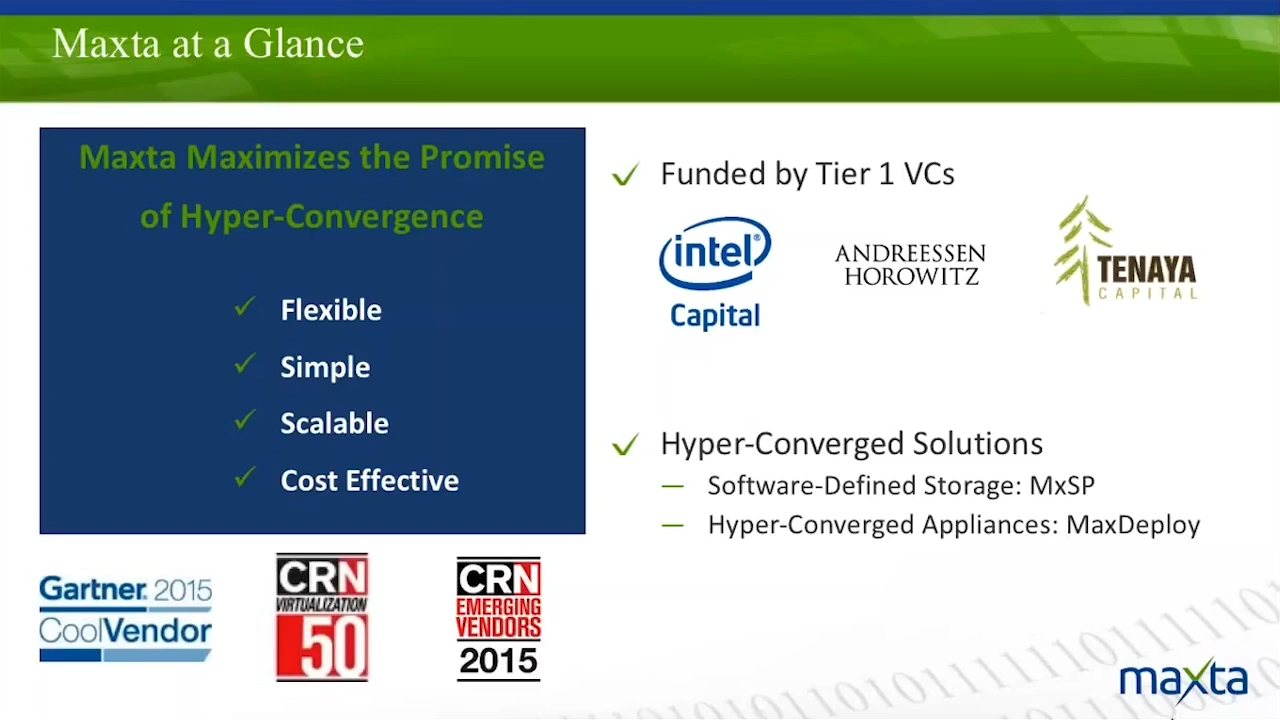 Maxta at a Glance
Maxta Maximizes the Promise
of Hyper-Convergence
✓ Flexible
✓ Simple
✓ Scalable
✓ Cost Effective
Gartner® 2015
CoolVendor
CRN
VIRTUALIZATION
50
CRN
EMERGING
VENDORS
2015
✓ Funded by Tier 1 VCs
intel®
Capital
ANDREESSEN
HOROWITZ
TENAYA
CAPITAL
✓ Hyper-Converged Solutions
— Software-Defined Storage: MxSP
— Hyper-Converged Appliances: MaxDeploy
maxta